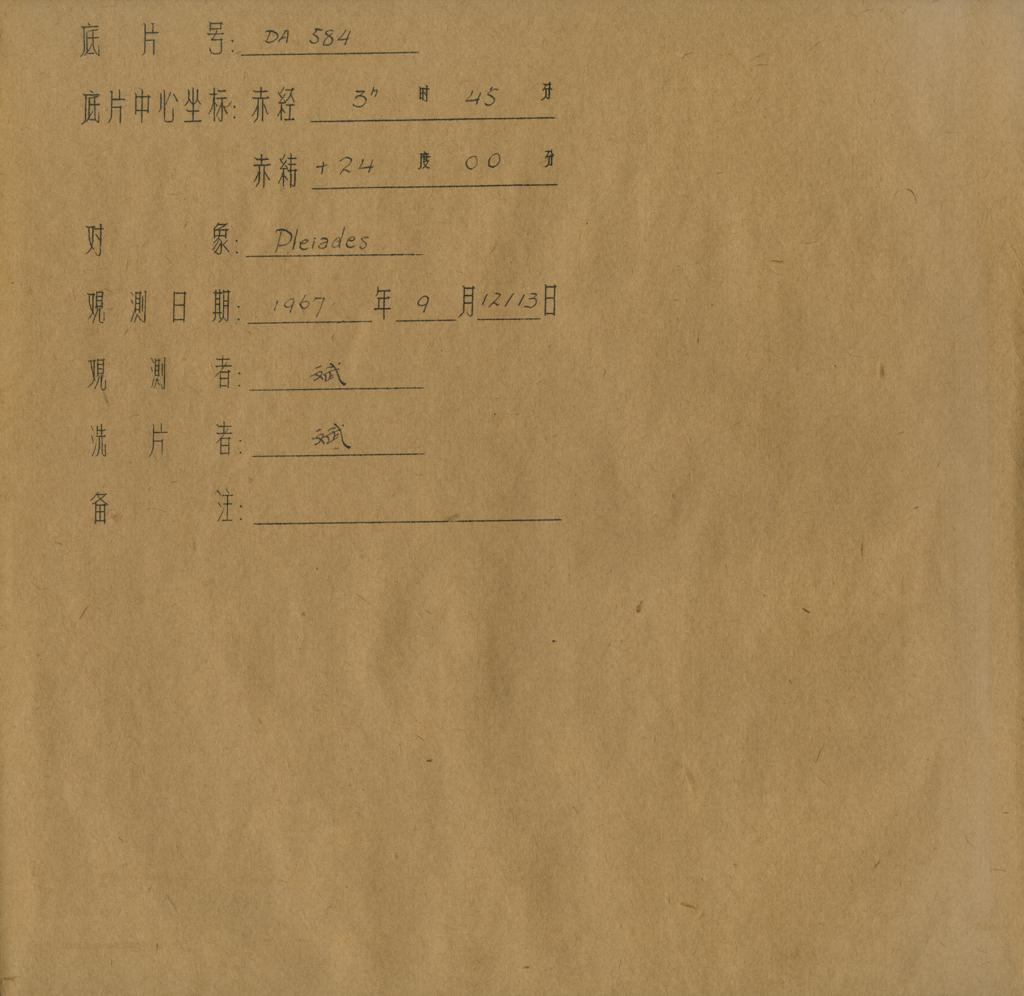 底片号: DA 584
底片中心坐标: 赤经 3ʰ 时 45 分
赤纬 +24 度 00 分
对象: Pleiades
观测日期: 1967 年 9 月 12/13 日
观测者: 斌
洗片者: 斌
备注: